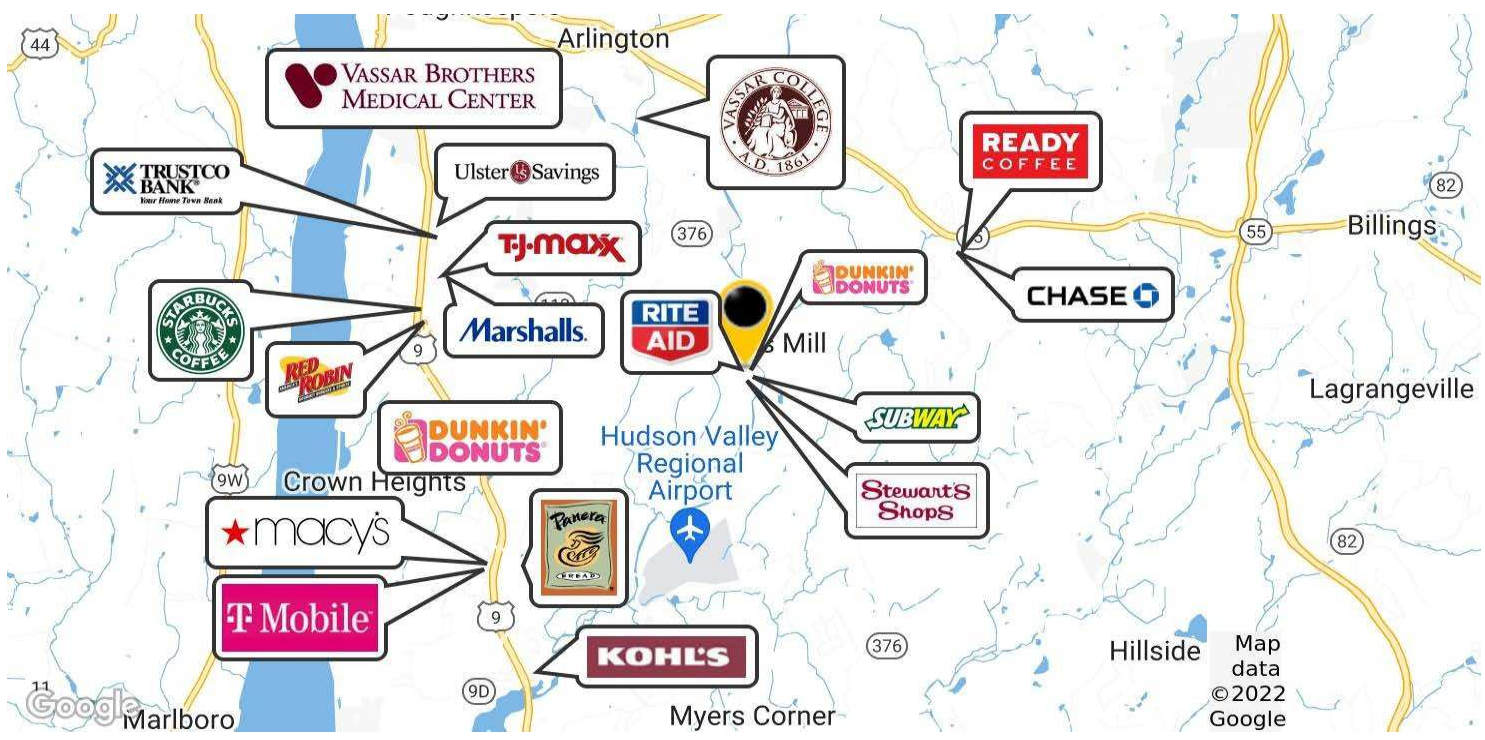 44
Arlington
VASSAR BROTHERS
MEDICAL CENTER
VASSAR COLLEGE
A.D. 1861
READY
COFFEE
TRUSTCO
BANK®
Your Home Town Bank
Ulster Savings
82
376
55
Billings
T·J·maxx
DUNKIN'
DONUTS
CHASE
STARBUCKS
COFFEE
RITE
AID
Marshalls.
s Mill
RED
ROBIN
9
Lagrangeville
SUBWAY
DUNKIN'
DONUTS
Hudson Valley
Regional
Airport
9W
Crown Heights
Stewart's
Shops
macy's
Panera
BREAD
82
T Mobile
9
376
Hillside
Map
data
©2022
Google
KOHL'S
9D
11
Google
Marlboro
Myers Corner